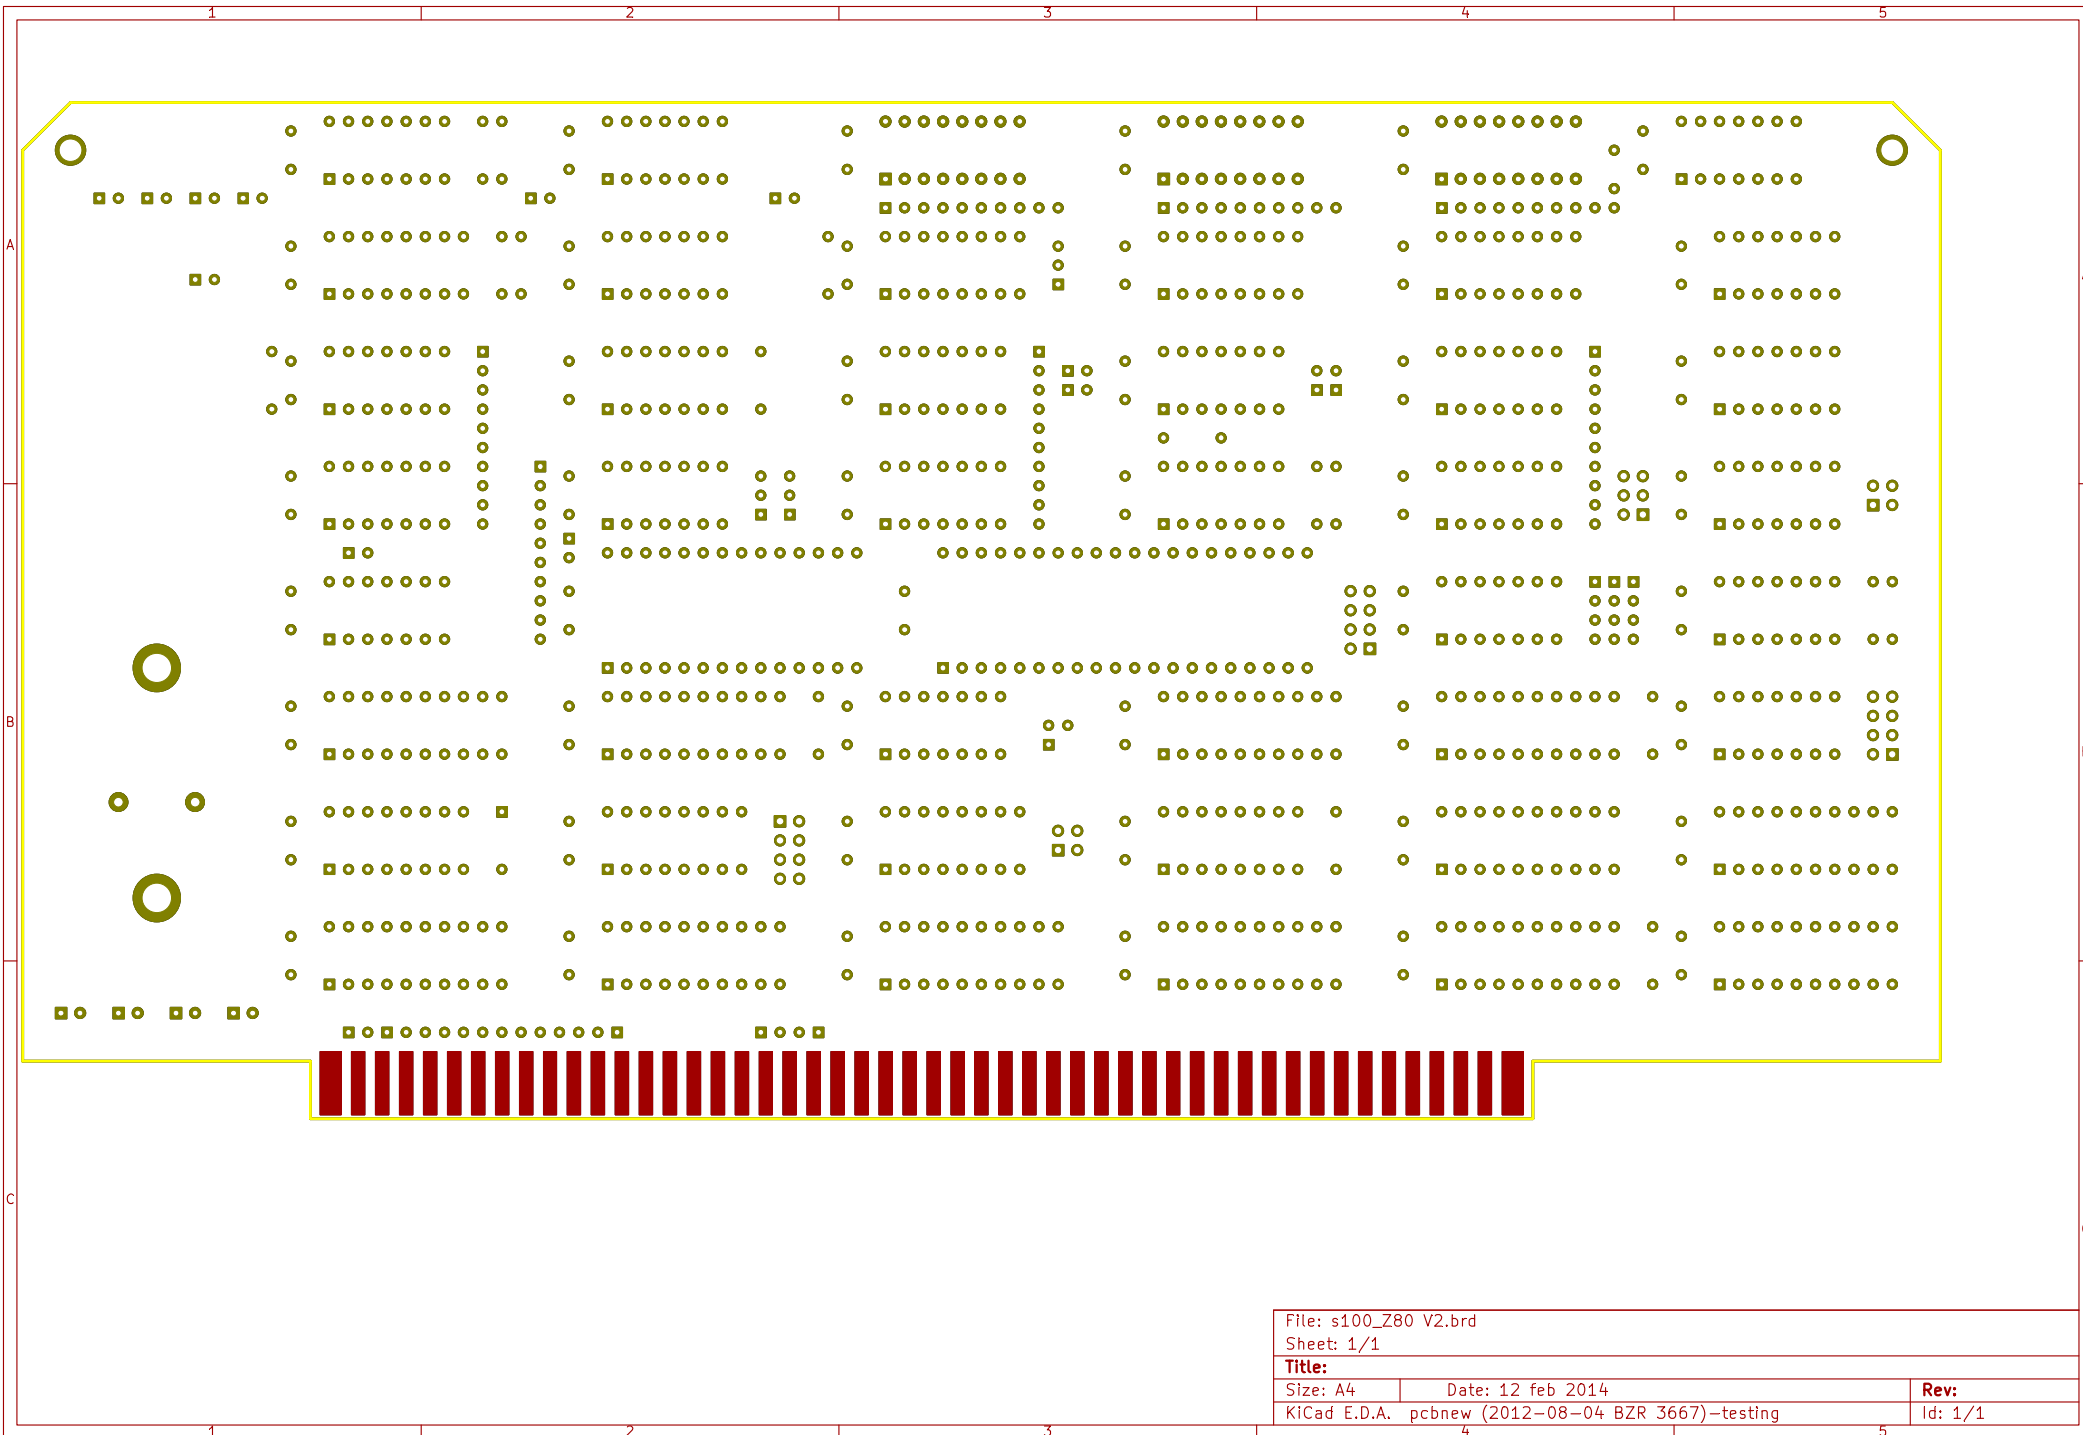 1 2 3 4 5
A
B
C
File: s100_Z80 V2.brd
Sheet: 1/1
Title:
Size: A4 Date: 12 feb 2014 Rev:
KiCad E.D.A. pcbnew (2012-08-04 BZR 3667)-testing Id: 1/1
1 2 3 4 5